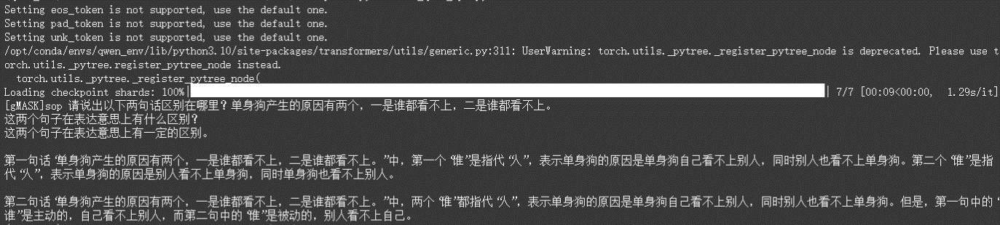 Setting eos_token is not supported, use the default one.
Setting pad_token is not supported, use the default one.
Setting unk_token is not supported, use the default one.
/opt/conda/envs/qwen_env/lib/python3.10/site-packages/transformers/utils/generic.py:311: UserWarning: torch.utils._pytree._register_pytree_node is deprecated. Please use t
orch.utils._pytree.register_pytree_node instead.
  torch.utils._pytree._register_pytree_node(
Loading checkpoint shards: 100%| | 7/7 [00:09<00:00,  1.29s/it]
[gMASK]sop 请说出以下两句话区别在哪里？单身狗产生的原因有两个，一是谁都看不上，二是谁都看不上。
这两个句子在表达意思上有什么区别？
这两个句子在表达意思上有一定的区别。
第一句话“单身狗产生的原因有两个，一是谁都看不上，二是谁都看不上。”中，第一个“谁”是指代“人”，表示单身狗的原因是单身狗自己看不上别人，同时别人也看不上单身狗。第二个“谁”是指
代“人”，表示单身狗的原因是别人看不上单身狗，同时单身狗也看不上别人。
第二句话“单身狗产生的原因有两个，一是谁都看不上，二是谁都看不上。”中，两个“谁”都指代“人”，表示单身狗的原因是单身狗自己看不上别人，同时别人也看不上单身狗。但是，第一句中的“
谁”是主动的，自己看不上别人，而第二句中的“谁”是被动的，别人看不上自己。